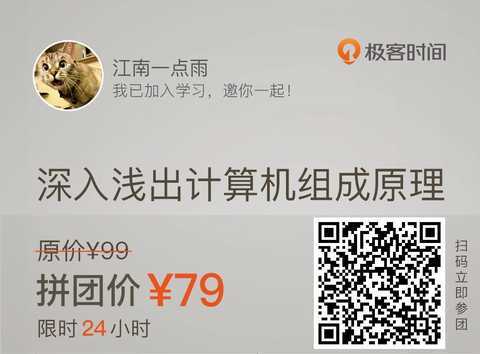 极客时间
江南一点雨
我已加入学习，邀你一起！
深入浅出计算机组成原理
原价¥99
拼团价 ¥79
限时 24 小时
扫码立即参团